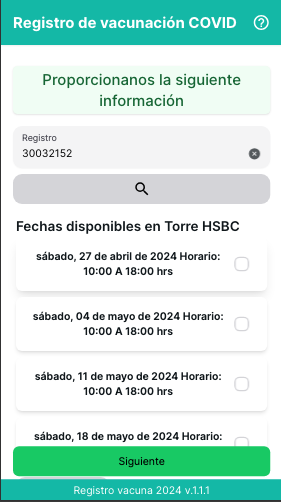 Registro de vacunación COVID
Proporcionanos la siguiente
información
Registro
30032152
Fechas disponibles en Torre HSBC
sábado, 27 de abril de 2024 Horario:
10:00 A 18:00 hrs
sábado, 04 de mayo de 2024 Horario:
10:00 A 18:00 hrs
sábado, 11 de mayo de 2024 Horario:
10:00 A 18:00 hrs
sábado, 18 de mayo de 2024 Horario:
Siguiente
Registro vacuna 2024 v.1.1.1